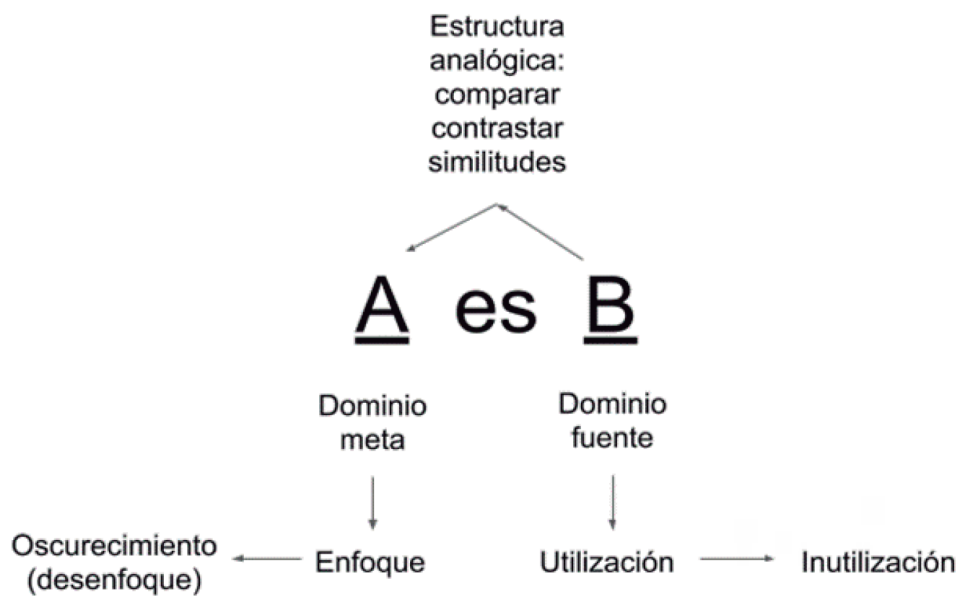 Estructura
analógica:
comparar
contrastar
similitudes
A es B
Dominio
meta
Dominio
fuente
Oscurecimiento
(desenfoque)
Enfoque
Utilización
Inutilización